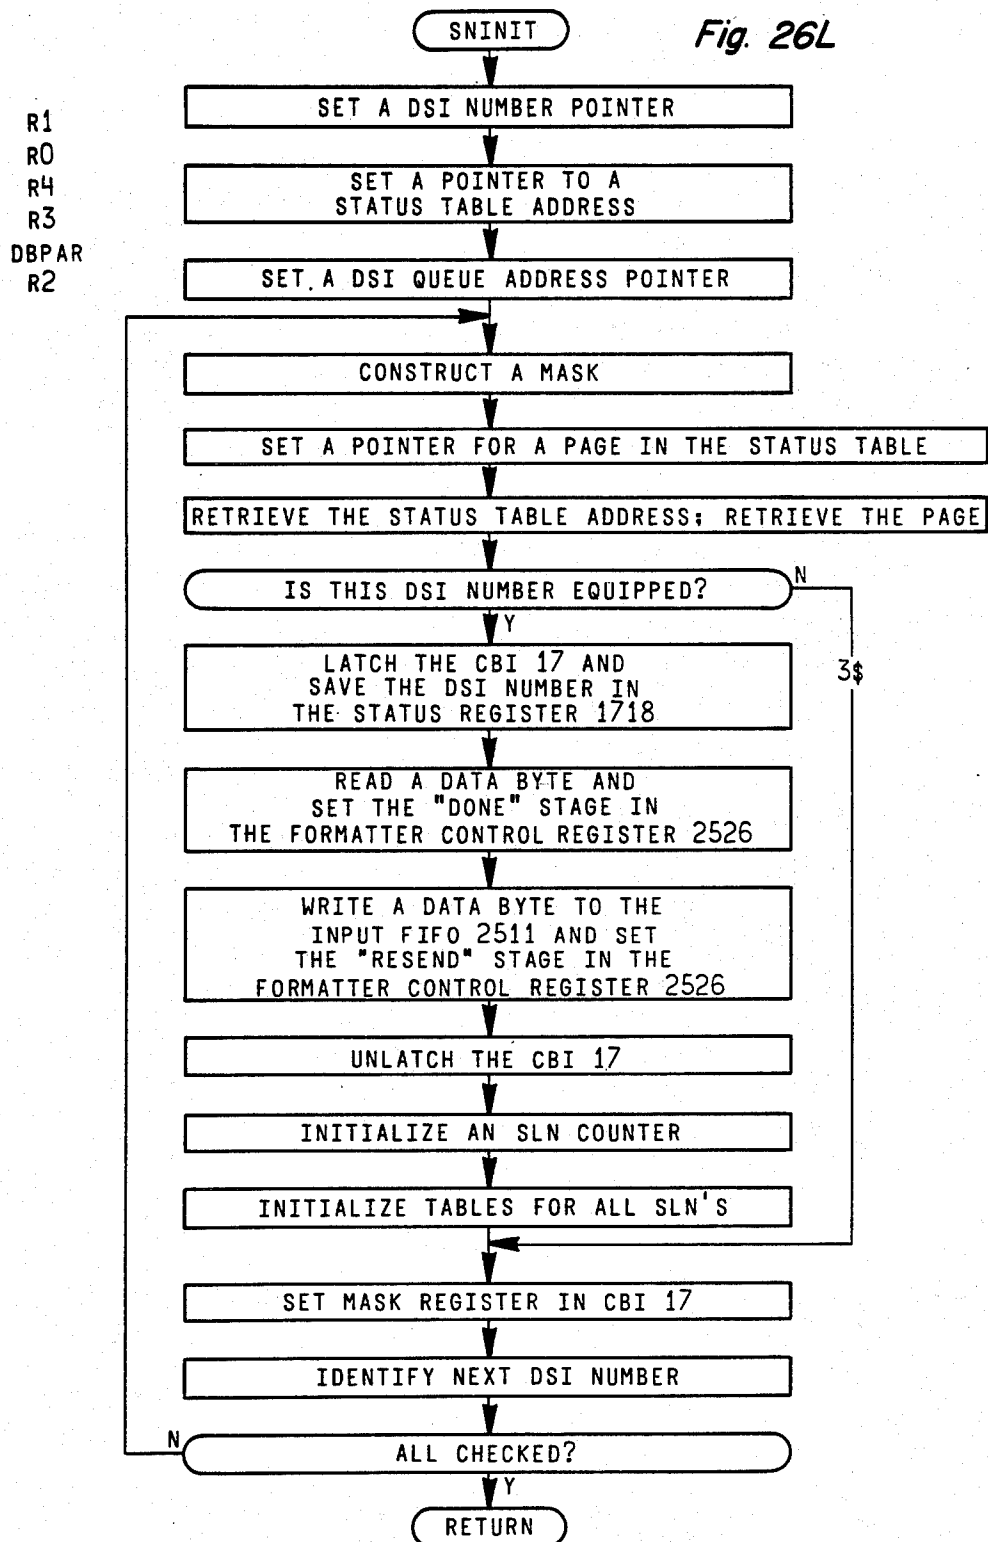 SNINIT
Fig. 26L
R1
R0
R4
R3
DBPAR
R2
SET A DSI NUMBER POINTER
SET A POINTER TO A
STATUS TABLE ADDRESS
SET A DSI QUEUE ADDRESS POINTER
CONSTRUCT A MASK
SET A POINTER FOR A PAGE IN THE STATUS TABLE
RETRIEVE THE STATUS TABLE ADDRESS; RETRIEVE THE PAGE
IS THIS DSI NUMBER EQUIPPED?
N
Y
3$
LATCH THE CBI 17 AND
SAVE THE DSI NUMBER IN
THE STATUS REGISTER 1718
READ A DATA BYTE AND
SET THE "DONE" STAGE IN
THE FORMATTER CONTROL REGISTER 2526
WRITE A DATA BYTE TO THE
INPUT FIFO 2511 AND SET
THE "RESEND" STAGE IN THE
FORMATTER CONTROL REGISTER 2526
UNLATCH THE CBI 17
INITIALIZE AN SLN COUNTER
INITIALIZE TABLES FOR ALL SLN'S
SET MASK REGISTER IN CBI 17
IDENTIFY NEXT DSI NUMBER
N
ALL CHECKED?
Y
RETURN